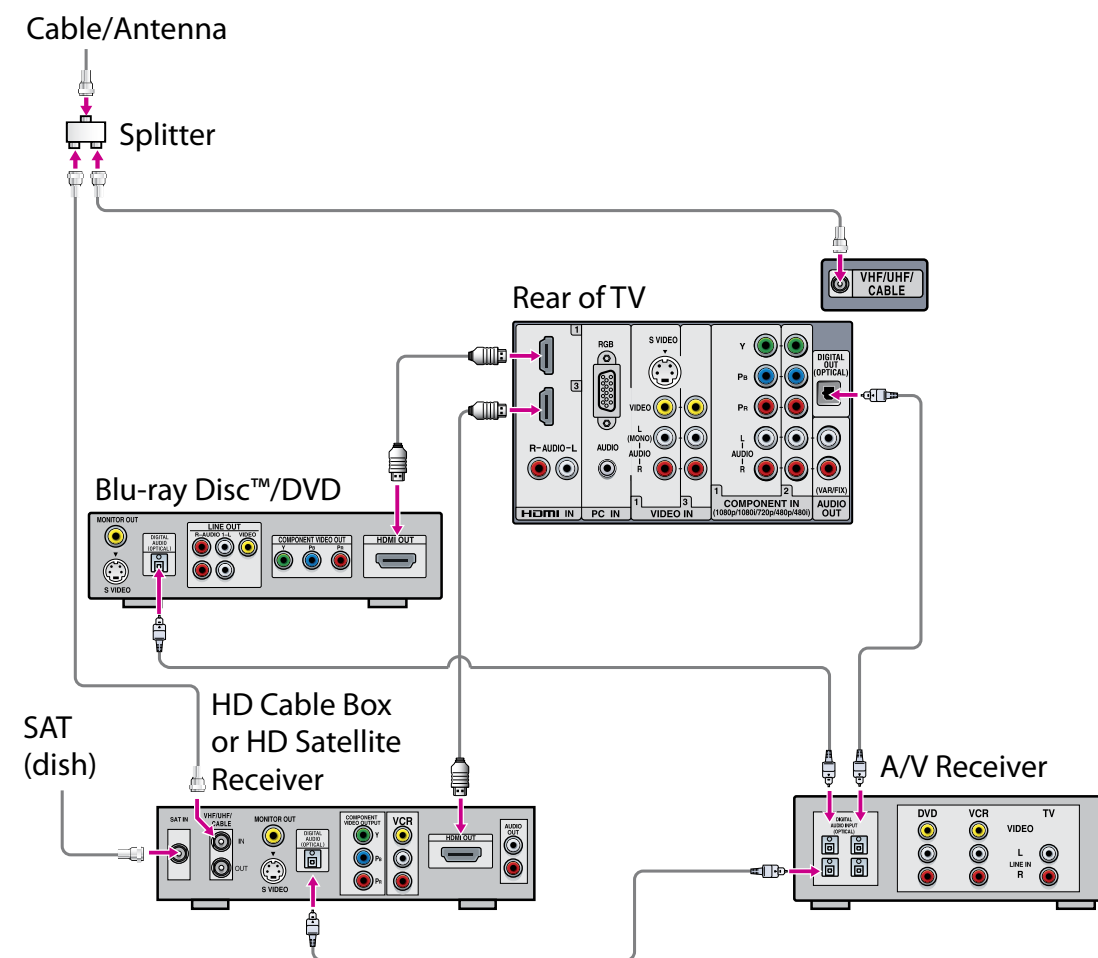 Cable/Antenna
Splitter
VHF/UHF/
CABLE
Rear of TV
1
3
RGB
S VIDEO
Y
PB
PR
DIGITAL
OUT
(OPTICAL)
VIDEO
L
(MONO)
AUDIO
R
R-AUDIO-L
AUDIO
L
AUDIO
R
1
3
1
2
(VAR/FIX)
HDMI IN
PC IN
VIDEO IN
COMPONENT IN
(1080p/1080i/720p/480p/480i)
AUDIO
OUT
Blu-ray Disc™/DVD
MONITOR OUT
S VIDEO
DIGITAL
AUDIO
(OPTICAL)
LINE OUT
R-AUDIO 1-L
VIDEO
COMPONENT VIDEO OUT
Y
PB
PR
HDMI OUT
SAT
(dish)
HD Cable Box
or HD Satellite
Receiver
SAT IN
VHF/UHF/
CABLE
IN
OUT
MONITOR OUT
S VIDEO
DIGITAL
AUDIO
(OPTICAL)
COMPONENT
VIDEO OUTPUT
Y
PB
PR
VCR
HDMI OUT
AUDIO
OUT
A/V Receiver
DIGITAL
AUDIO INPUT
(OPTICAL)
DVD
VCR
TV
VIDEO
L
LINE IN
R